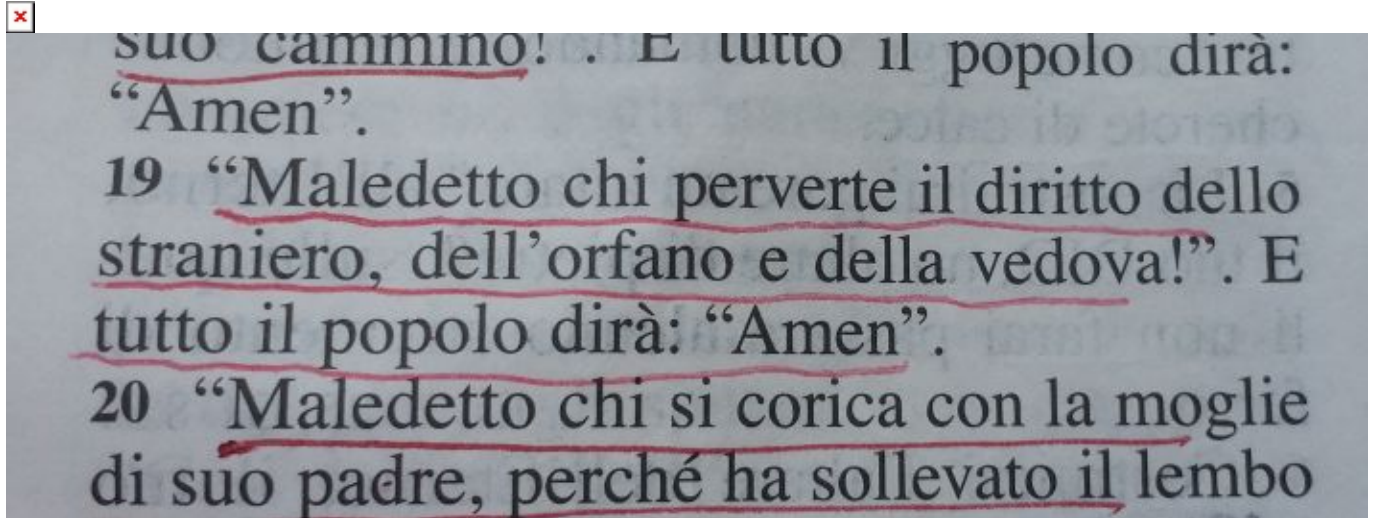 suo cammino!. E tutto il popolo dirà:
“Amen”.
19 “Maledetto chi perverte il diritto dello
straniero, dell’orfano e della vedova!”. E
tutto il popolo dirà: “Amen”.
20 “Maledetto chi si corica con la moglie
di suo padre, perché ha sollevato il lembo